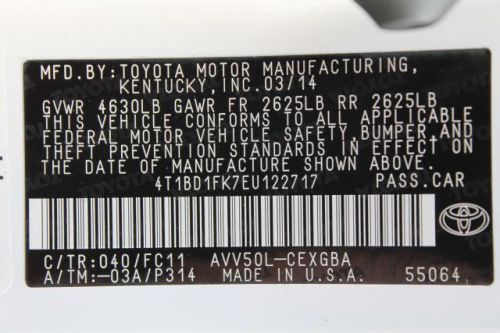 MFD.BY: TOYOTA MOTOR MANUFACTURING,
KENTUCKY, INC. 03/14
GVWR 4630LB GAWR FR 2625LB RR 2625LB
THIS VEHICLE CONFORMS TO ALL APPLICABLE
FEDERAL MOTOR VEHICLE SAFETY, BUMPER, AND
THEFT PREVENTION STANDARDS IN EFFECT ON THE
DATE OF MANUFACTURE SHOWN ABOVE.
4T1BD1FK7EU122717 PASS.CAR
TOYOTA
C/TR: 040/FC11 AVV50L-CEXGBA
A/TM: -03A/P314 MADE IN U.S.A. 55064